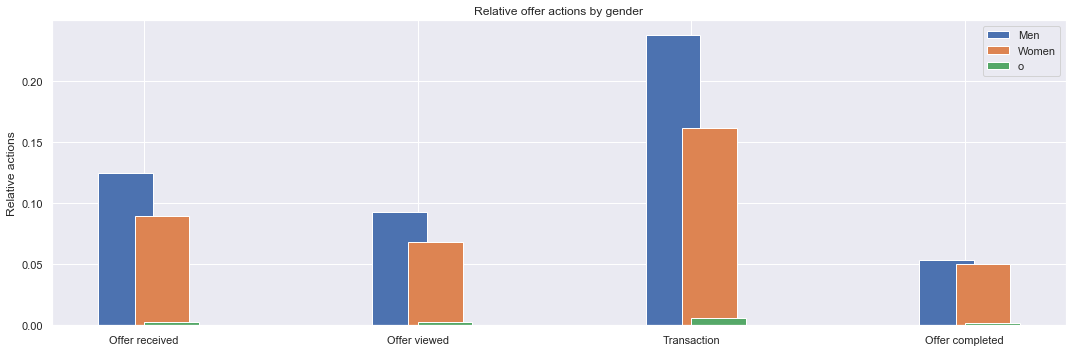 Relative offer actions by gender
Men
Women
o
Relative actions
0.20
0.15
0.10
0.05
0.00
Offer received
Offer viewed
Transaction
Offer completed